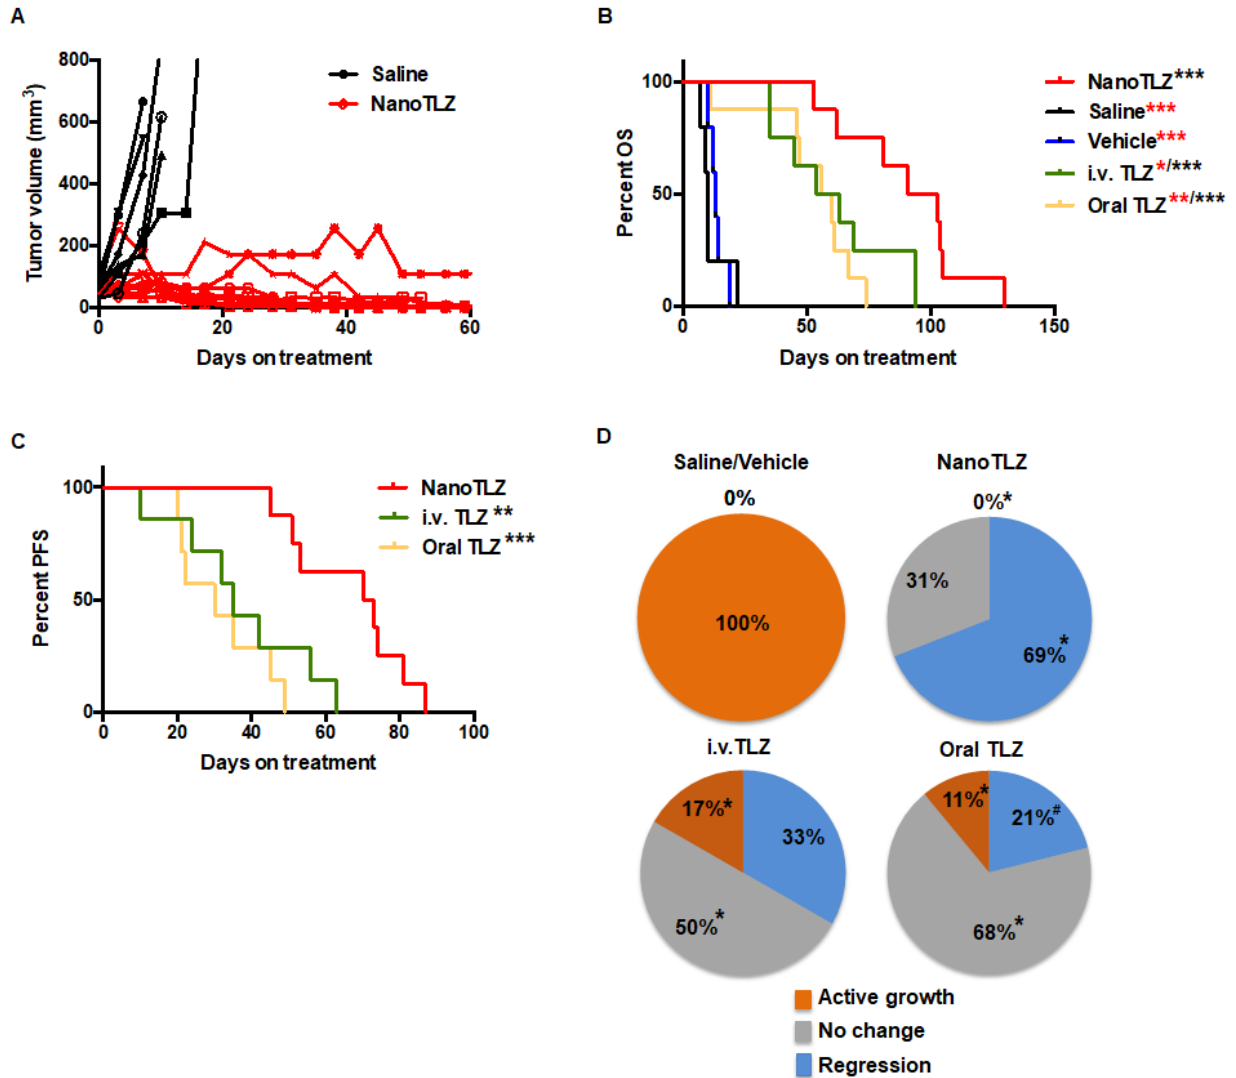 A
Tumor volume (mm³)
800
600
400
200
0
0 20 40 60
Days on treatment
Saline
NanoTLZ
B
Percent OS
100
50
0
0 50 100 150
Days on treatment
NanoTLZ***
Saline***
Vehicle***
i.v. TLZ*/***
Oral TLZ**/***
C
Percent PFS
100
50
0
0 20 40 60 80 100
Days on treatment
NanoTLZ
i.v. TLZ**
Oral TLZ***
D
Saline/Vehicle
0%
100%
NanoTLZ
0%*
31%
69%*
i.v.TLZ
17%*
33%
50%*
Oral TLZ
11%*
21%#
68%*
Active growth
No change
Regression